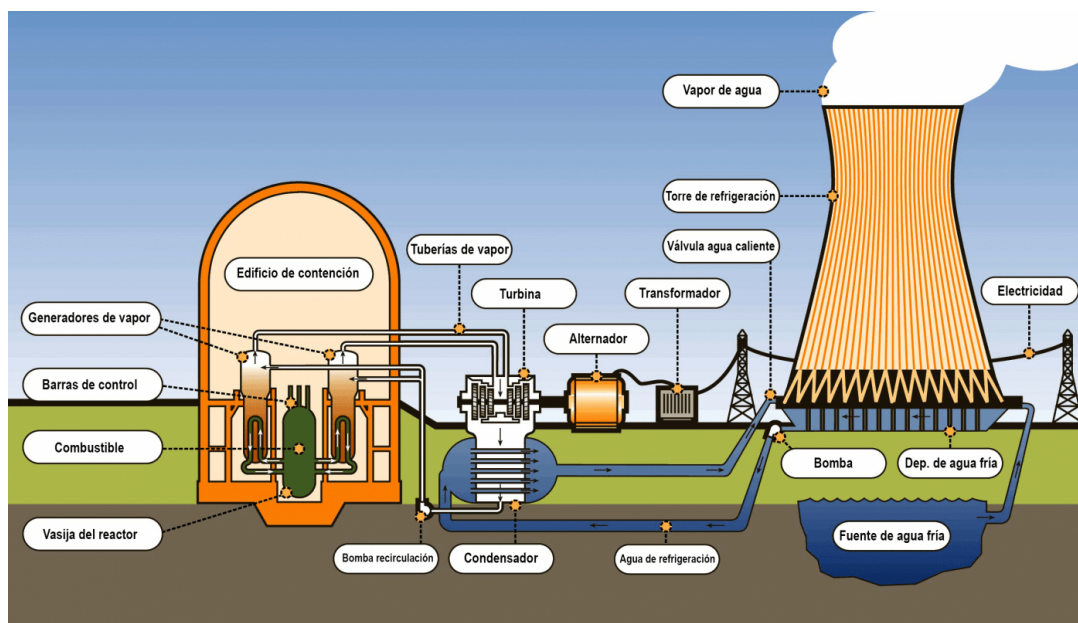 Vapor de agua
Torre de refrigeración
Válvula agua caliente
Tuberías de vapor
Edificio de contención
Turbina
Transformador
Electricidad
Generadores de vapor
Alternador
Barras de control
Combustible
Bomba
Dep. de agua fría
Vasija del reactor
Fuente de agua fría
Bomba recirculación
Condensador
Agua de refrigeración